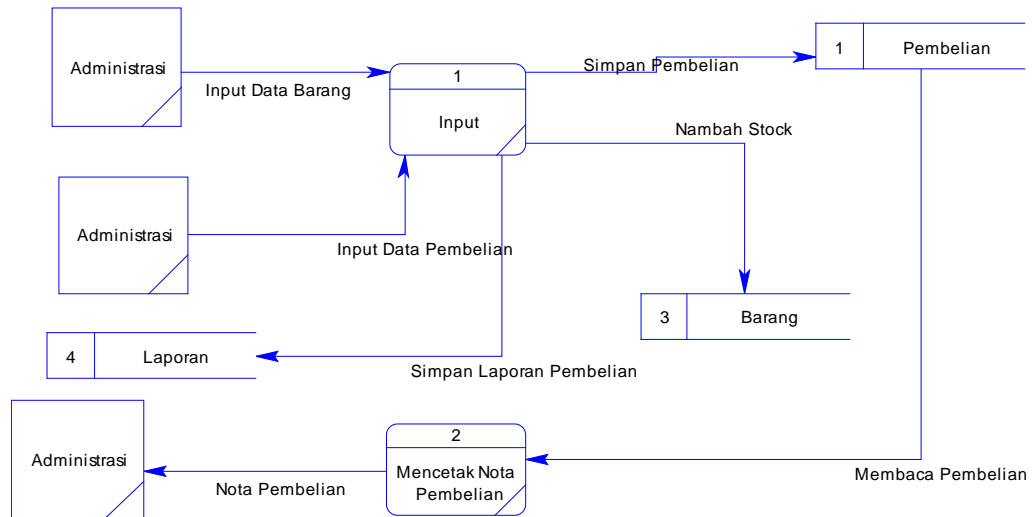 Administrasi
Input Data Barang
1
Input
Simpan Pembelian
1
Pembelian
Nambah Stock
Administrasi
Input Data Pembelian
3
Barang
4
Laporan
Simpan Laporan Pembelian
Administrasi
Nota Pembelian
2
Mencetak Nota
Pembelian
Membaca Pembelian